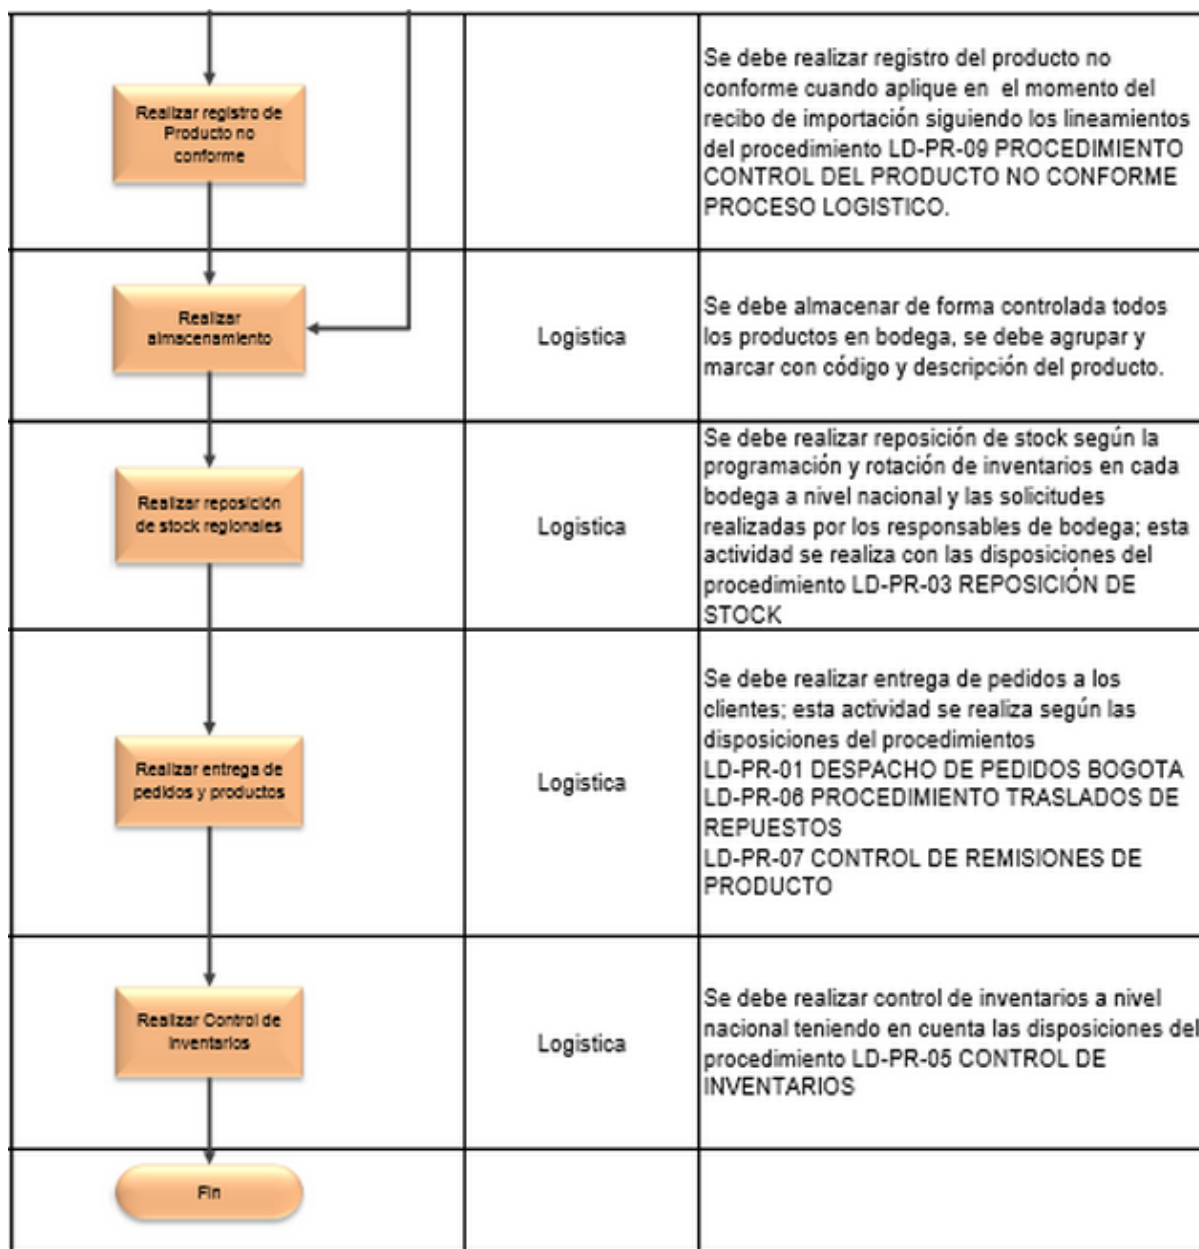 Realizar registro de
Producto no
conforme
Se debe realizar registro del producto no
conforme cuando aplique en el momento del
recibo de importación siguiendo los lineamientos
del procedimiento LD-PR-09 PROCEDIMIENTO
CONTROL DEL PRODUCTO NO CONFORME
PROCESO LOGISTICO.
Realizar
almacenamiento
Logistica
Se debe almacenar de forma controlada todos
los productos en bodega, se debe agrupar y
marcar con código y descripción del producto.
Realizar reposición
de stock regionales
Logistica
Se debe realizar reposición de stock según la
programación y rotación de inventarios en cada
bodega a nivel nacional y las solicitudes
realizadas por los responsables de bodega; esta
actividad se realiza con las disposiciones del
procedimiento LD-PR-03 REPOSICIÓN DE
STOCK
Realizar entrega de
pedidos y productos
Logistica
Se debe realizar entrega de pedidos a los
clientes; esta actividad se realiza según las
disposiciones del procedimientos
LD-PR-01 DESPACHO DE PEDIDOS BOGOTA
LD-PR-06 PROCEDIMIENTO TRASLADOS DE
REPUESTOS
LD-PR-07 CONTROL DE REMISIONES DE
PRODUCTO
Realizar Control de
Inventarios
Logistica
Se debe realizar control de inventarios a nivel
nacional teniendo en cuenta las disposiciones del
procedimiento LD-PR-05 CONTROL DE
INVENTARIOS
Fin